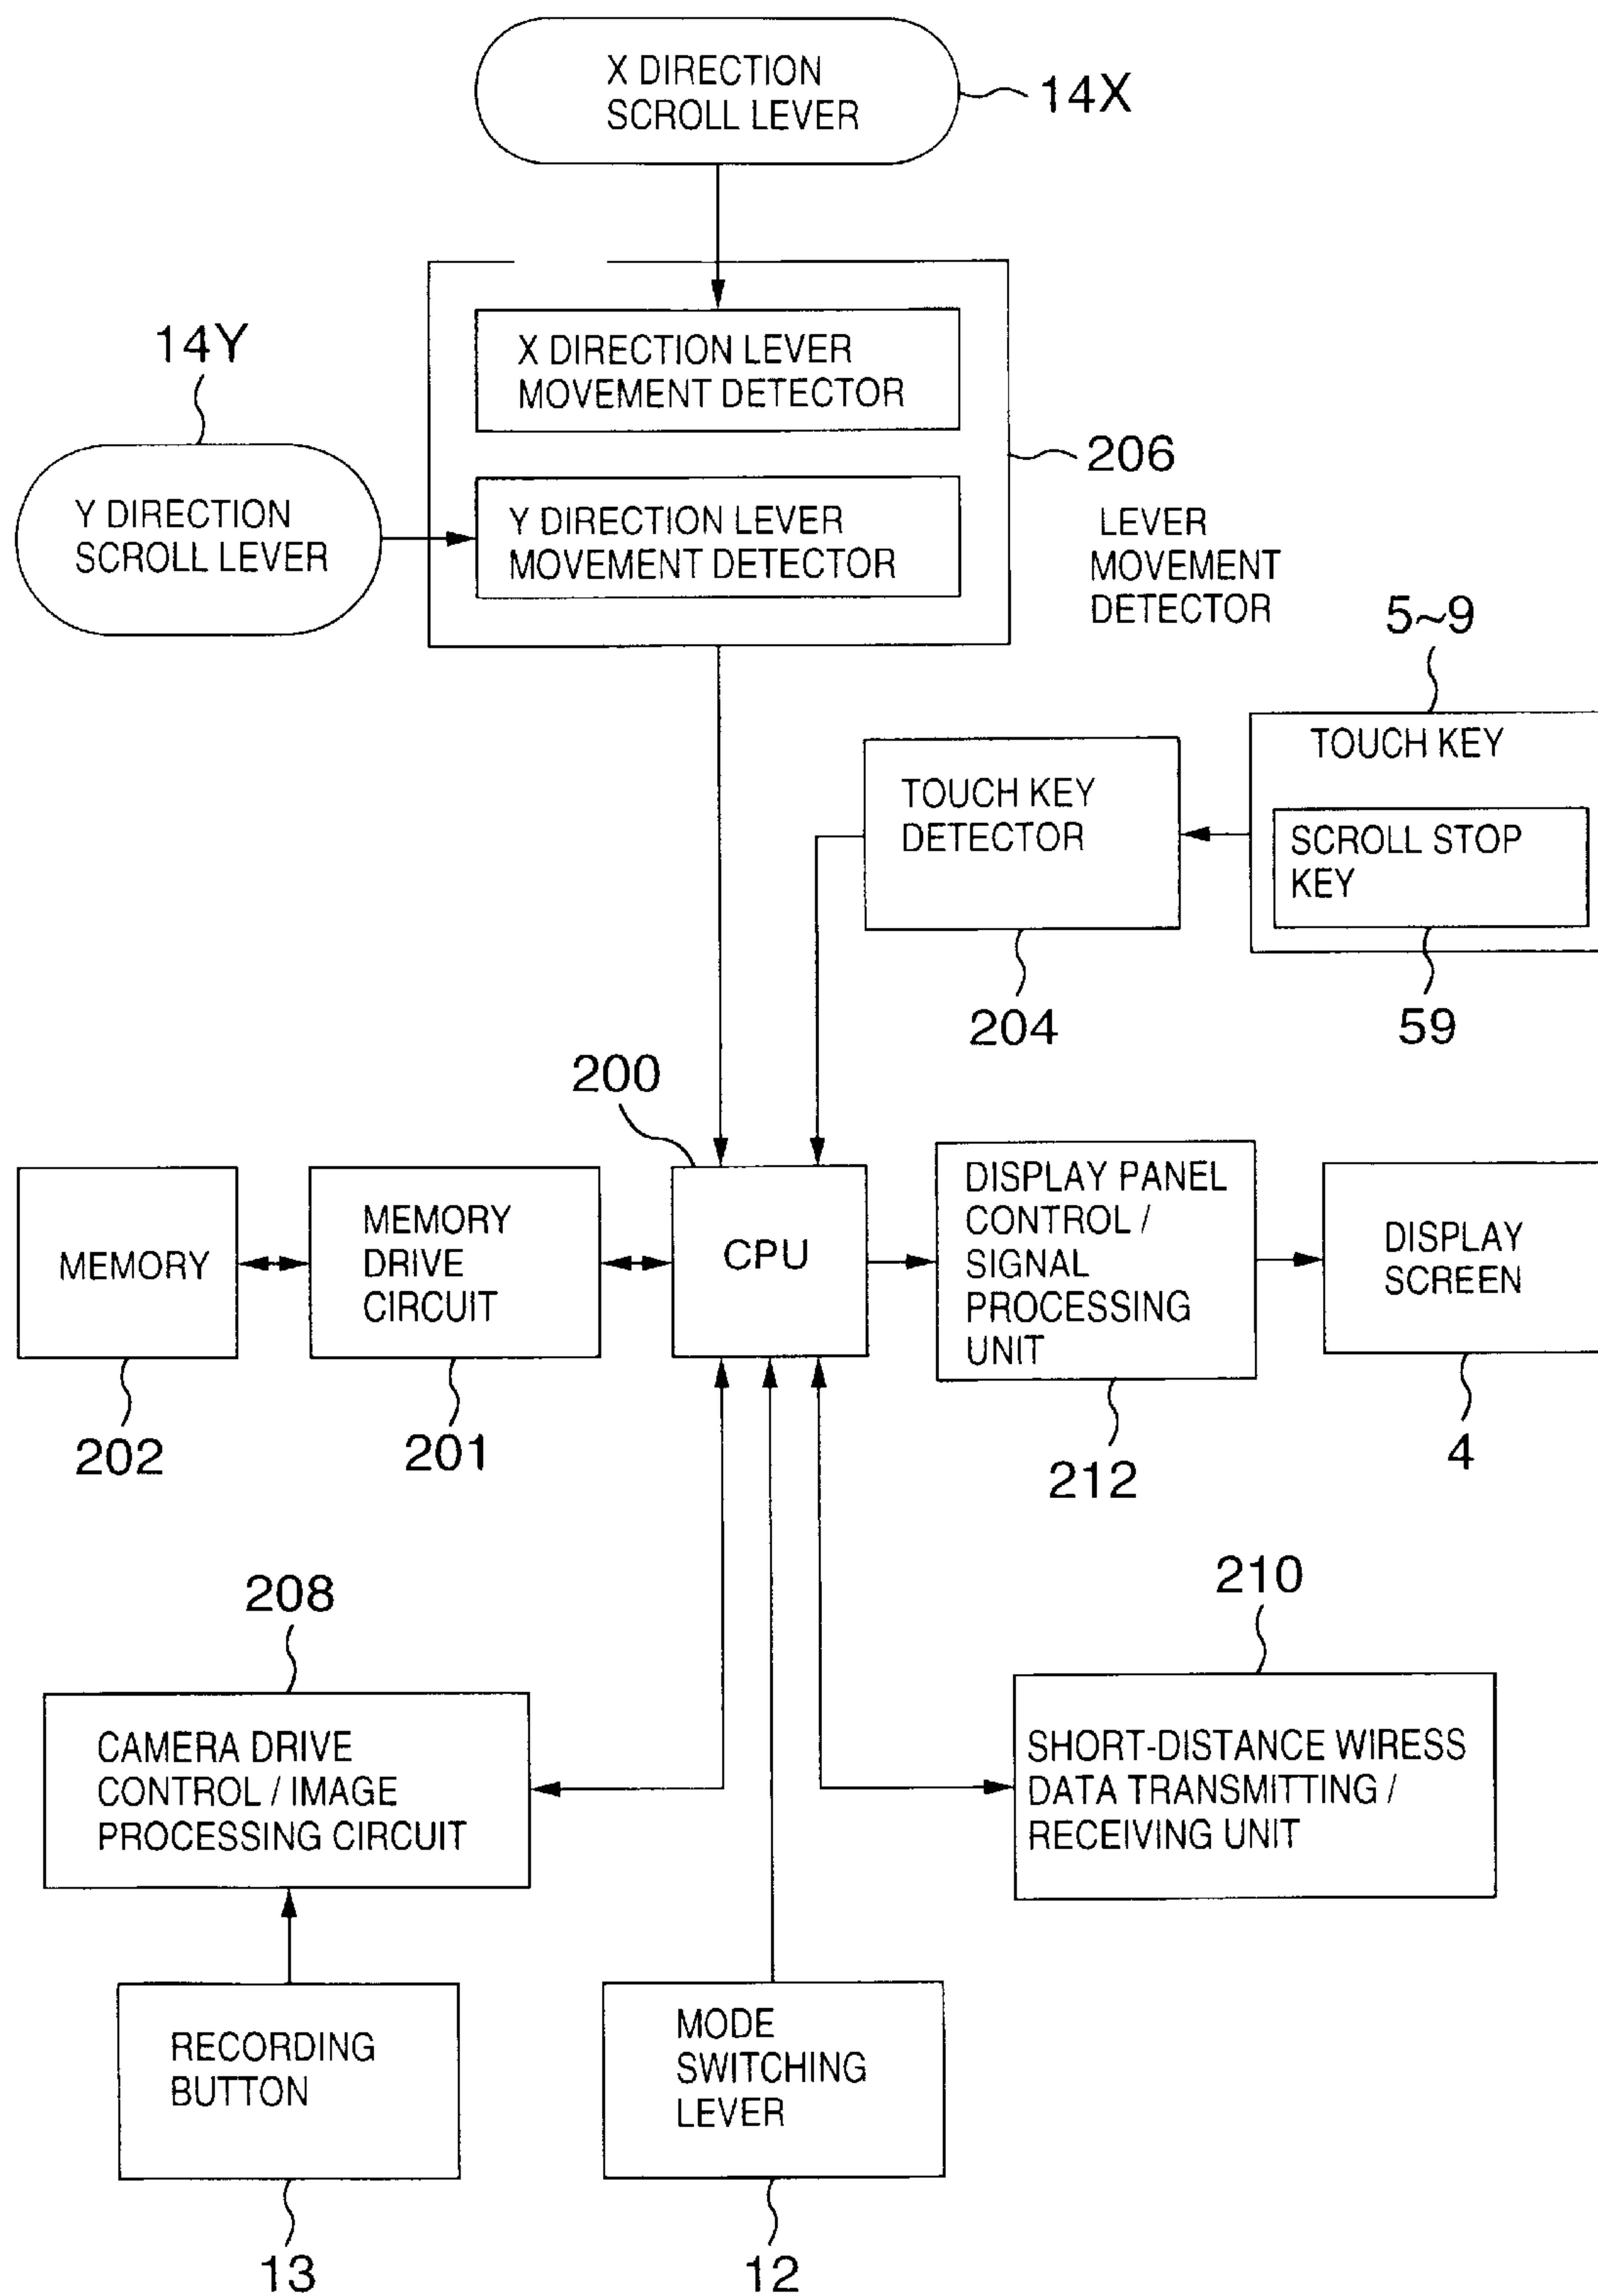 X DIRECTION
SCROLL LEVER
14X
X DIRECTION LEVER
MOVEMENT DETECTOR
14Y
Y DIRECTION
SCROLL LEVER
Y DIRECTION LEVER
MOVEMENT DETECTOR
206
LEVER
MOVEMENT
DETECTOR
5~9
TOUCH KEY
SCROLL STOP
KEY
59
TOUCH KEY
DETECTOR
204
200
MEMORY
202
MEMORY
DRIVE
CIRCUIT
201
CPU
DISPLAY PANEL
CONTROL /
SIGNAL
PROCESSING
UNIT
212
DISPLAY
SCREEN
4
208
CAMERA DRIVE
CONTROL / IMAGE
PROCESSING CIRCUIT
210
SHORT-DISTANCE WIRESS
DATA TRANSMITTING /
RECEIVING UNIT
RECORDING
BUTTON
13
MODE
SWITCHING
LEVER
12